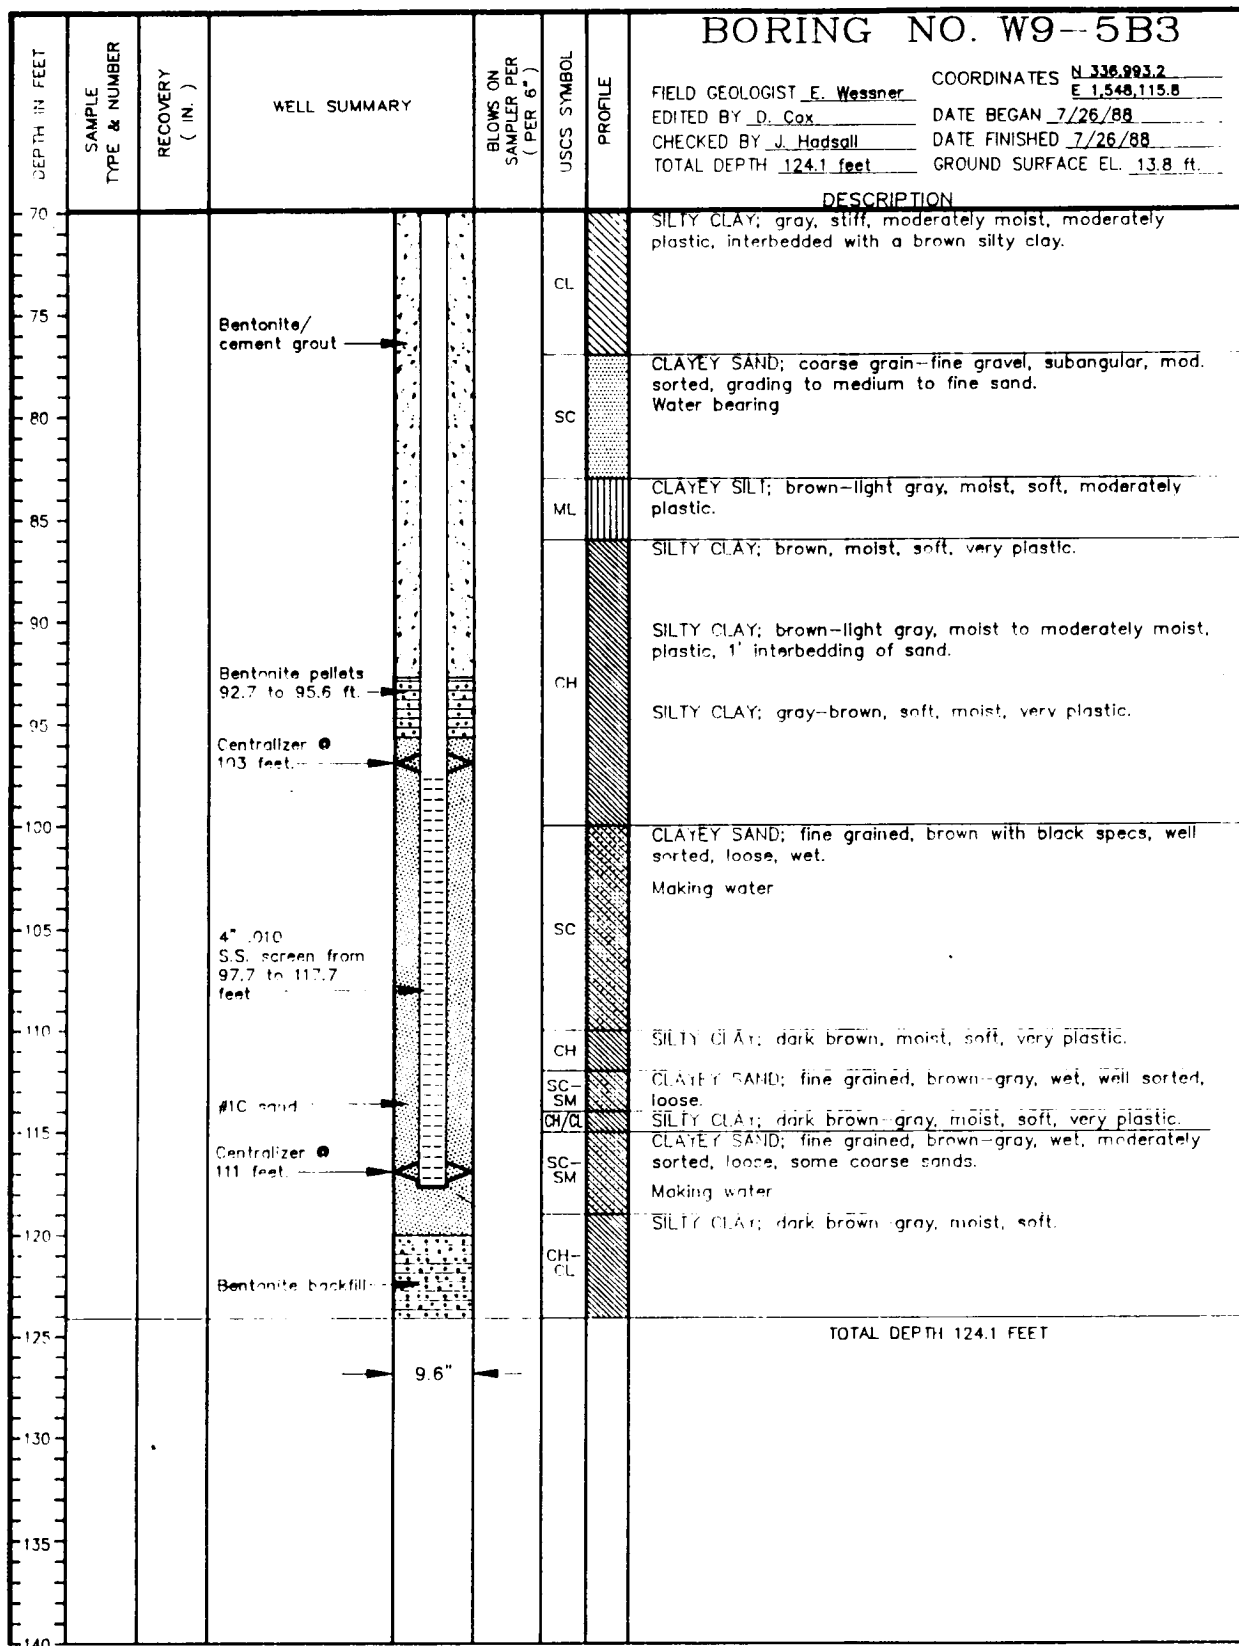 BORING NO. W9--5B3
DEPTH IN FEET
SAMPLE
TYPE & NUMBER
RECOVERY
( IN. )
WELL SUMMARY
BLOWS ON
SAMPLER PER
( PER 6" )
USCS SYMBOL
PROFILE
FIELD GEOLOGIST E. Wessner
COORDINATES N 336,993.2
E 1,548,115.8
EDITED BY D. Cox
DATE BEGAN 7/26/88
CHECKED BY J. Hadsall
DATE FINISHED 7/26/88
TOTAL DEPTH 124.1 feet
GROUND SURFACE EL. 13.8 ft.
DESCRIPTION
70
SILTY CLAY; gray, stiff, moderately moist, moderately
plastic, interbedded with a brown silty clay.
CL
75
Bentonite/
cement grout
CLAYEY SAND; coarse grain-fine gravel, subangular, mod.
sorted, grading to medium to fine sand.
Water bearing
80
SC
CLAYEY SILT; brown-light gray, moist, soft, moderately
plastic.
ML
85
SILTY CLAY; brown, moist, soft, very plastic.
90
SILTY CLAY; brown-light gray, moist to moderately moist,
plastic, 1' interbedding of sand.
Bentonite pellets
92.7 to 95.6 ft.
CH
SILTY CLAY; gray-brown, soft, moist, very plastic.
95
Centralizer @
103 feet.
100
CLAYEY SAND; fine grained, brown with black specs, well
sorted, loose, wet.
Making water
105
SC
4" .010
S.S. screen from
97.7 to 117.7
feet
110
SILTY CLAY; dark brown, moist, soft, very plastic.
CH
CLAYEY SAND; fine grained, brown-gray, wet, well sorted,
loose.
SC-
SM
#1C sand
SILTY CLAY; dark brown-gray, moist, soft, very plastic.
CH/CL
115
CLAYEY SAND; fine grained, brown-gray, wet, moderately
sorted, loose, some coarse sands.
Centralizer @
111 feet.
SC-
SM
Making water
SILTY CLAY; dark brown-gray, moist, soft.
120
CH-
CL
Bentonite backfill
125
TOTAL DEPTH 124.1 FEET
9.6"
130
135
140